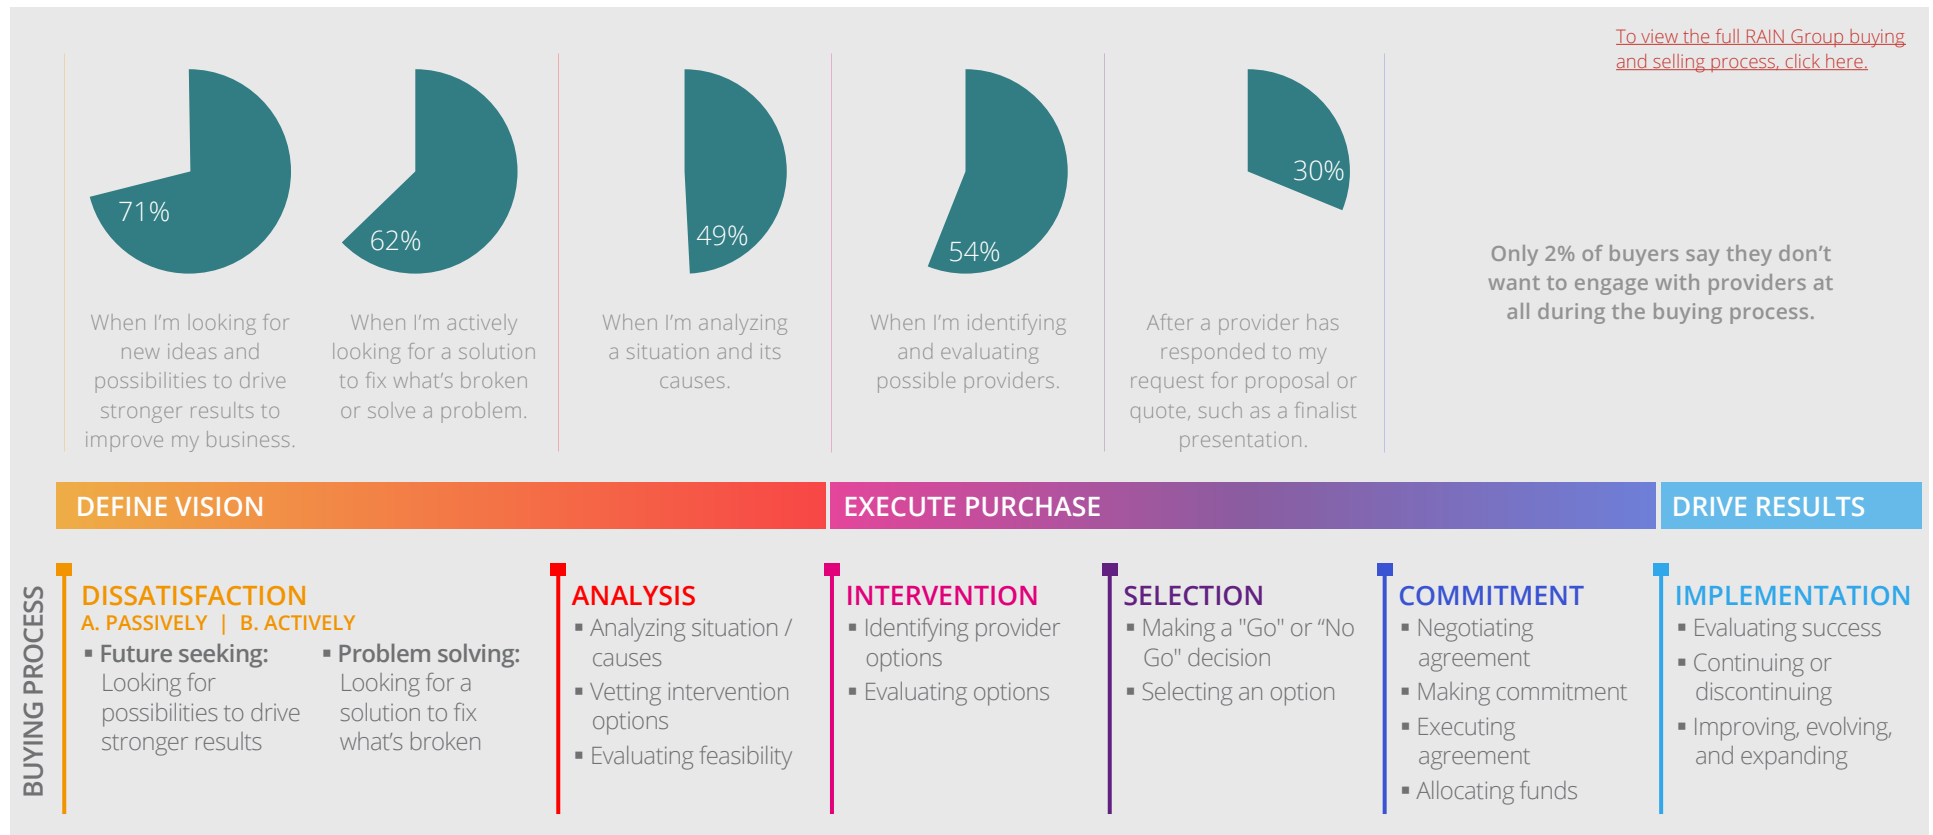 To view the full RAIN Group buying
and selling process, click here.
71%
62%
49%
54%
30%
When I'm looking for
new ideas and
possibilities to drive
stronger results to
improve my business.
When I'm actively
looking for a solution
to fix what's broken
or solve a problem.
When I'm analyzing
a situation and its
causes.
When I'm identifying
and evaluating
possible providers.
After a provider has
responded to my
request for proposal or
quote, such as a finalist
presentation.
Only 2% of buyers say they don't
want to engage with providers at
all during the buying process.
DEFINE VISION
EXECUTE PURCHASE
DRIVE RESULTS
BUYING PROCESS
DISSATISFACTION
A. PASSIVELY | B. ACTIVELY
▪ Future seeking:
Looking for
possibilities to drive
stronger results
▪ Problem solving:
Looking for a
solution to fix
what's broken
ANALYSIS
▪ Analyzing situation /
causes
▪ Vetting intervention
options
▪ Evaluating feasibility
INTERVENTION
▪ Identifying provider
options
▪ Evaluating options
SELECTION
▪ Making a "Go" or “No
Go" decision
▪ Selecting an option
COMMITMENT
▪ Negotiating
agreement
▪ Making commitment
▪ Executing
agreement
▪ Allocating funds
IMPLEMENTATION
▪ Evaluating success
▪ Continuing or
discontinuing
▪ Improving, evolving,
and expanding